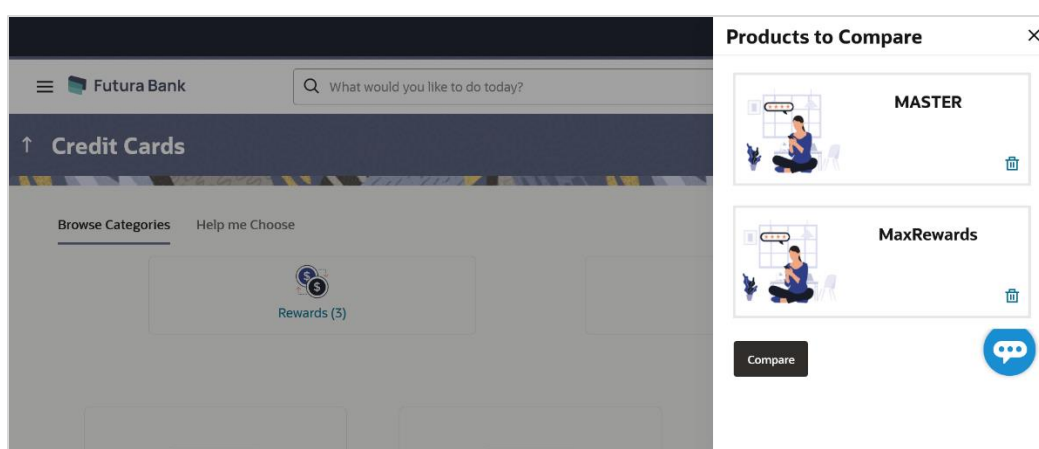 Products to Compare
Futura Bank
What would you like to do today?
MASTER
Credit Cards
Browse Categories
Help me Choose
MaxRewards
Rewards (3)
Compare